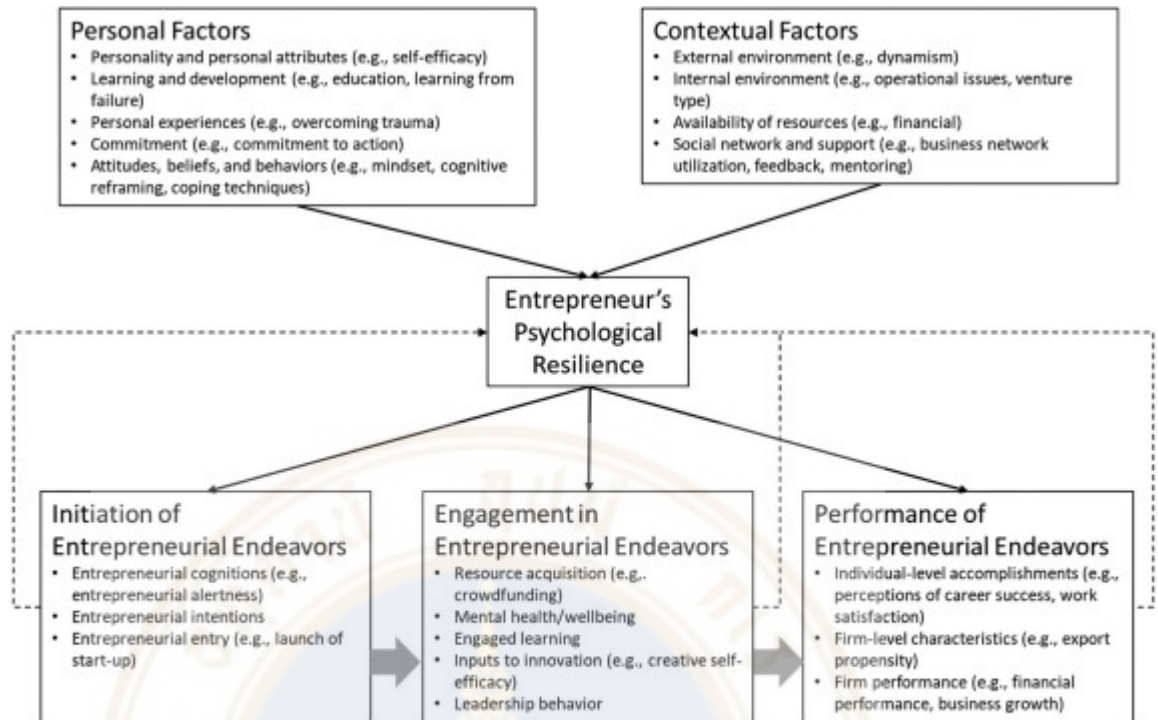 Personal Factors
• Personality and personal attributes (e.g., self-efficacy)
• Learning and development (e.g., education, learning from
failure)
• Personal experiences (e.g., overcoming trauma)
• Commitment (e.g., commitment to action)
• Attitudes, beliefs, and behaviors (e.g., mindset, cognitive
reframing, coping techniques)
Contextual Factors
• External environment (e.g., dynamism)
• Internal environment (e.g., operational issues, venture
type)
• Availability of resources (e.g., financial)
• Social network and support (e.g., business network
utilization, feedback, mentoring)
Entrepreneur's
Psychological
Resilience
Initiation of
Entrepreneurial Endeavors
• Entrepreneurial cognitions (e.g.,
entrepreneurial alertness)
• Entrepreneurial intentions
• Entrepreneurial entry (e.g., launch of
start-up)
Engagement in
Entrepreneurial Endeavors
• Resource acquisition (e.g.,
crowdfunding)
• Mental health/wellbeing
• Engaged learning
• Inputs to innovation (e.g., creative self-
efficacy)
• Leadership behavior
Performance of
Entrepreneurial Endeavors
• Individual-level accomplishments (e.g.,
perceptions of career success, work
satisfaction)
• Firm-level characteristics (e.g., export
propensity)
• Firm performance (e.g., financial
performance, business growth)